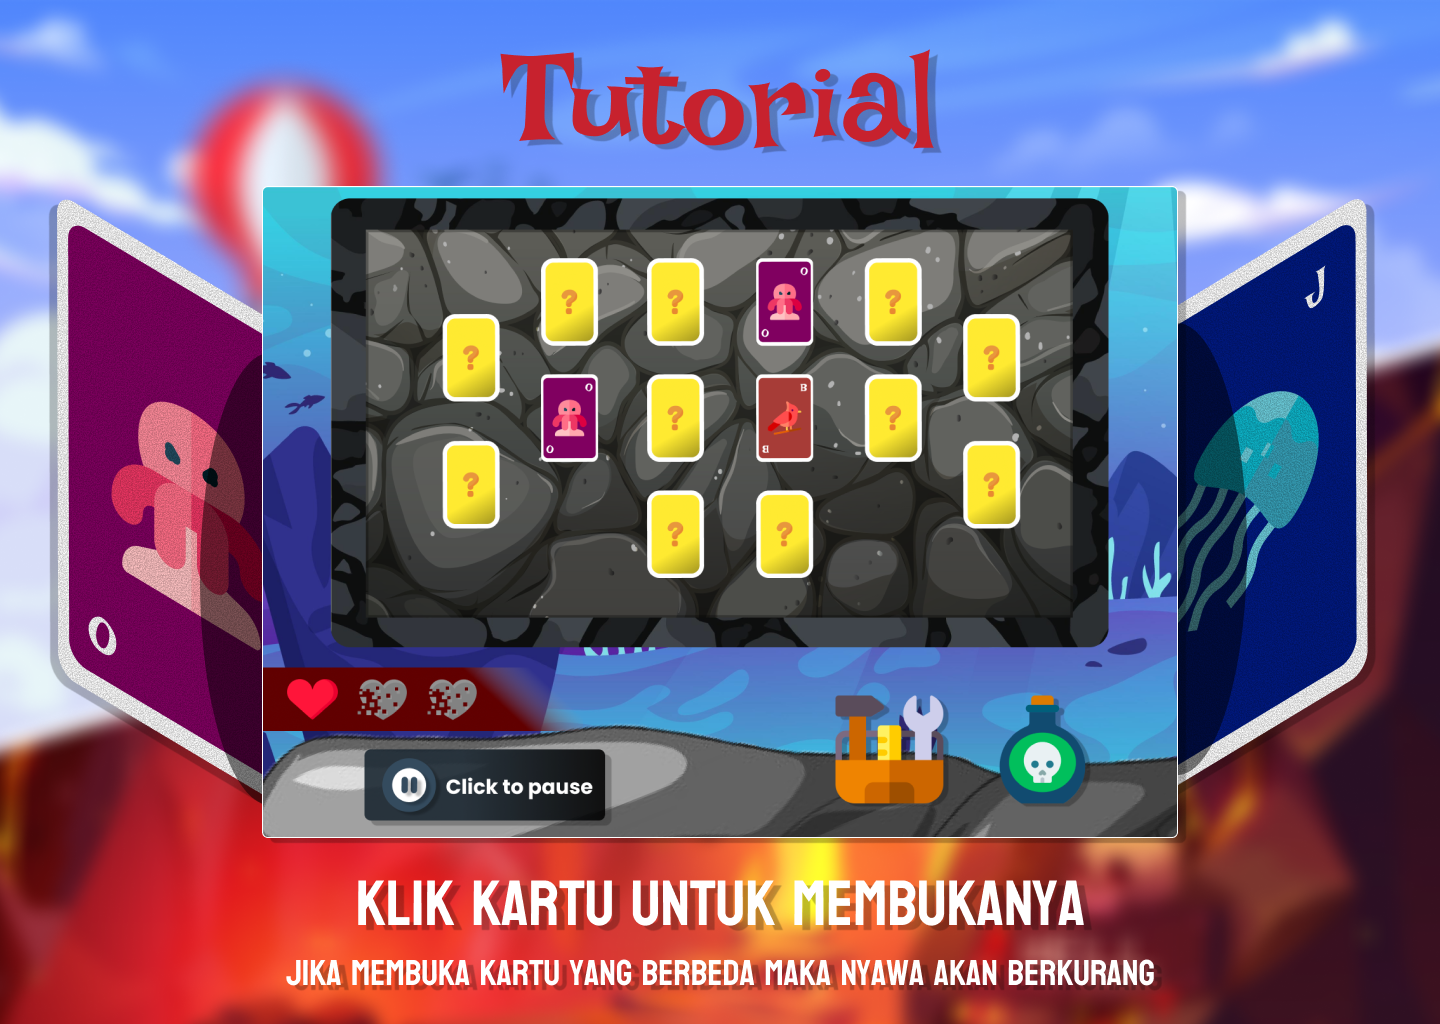 Tutorial
? ? O O ?
? ?
O O ? B B ?
? ?
? ?
J
O
Click to pause
KLIK KARTU UNTUK MEMBUKANYA
JIKA MEMBUKA KARTU YANG BERBEDA MAKA NYAWA AKAN BERKURANG